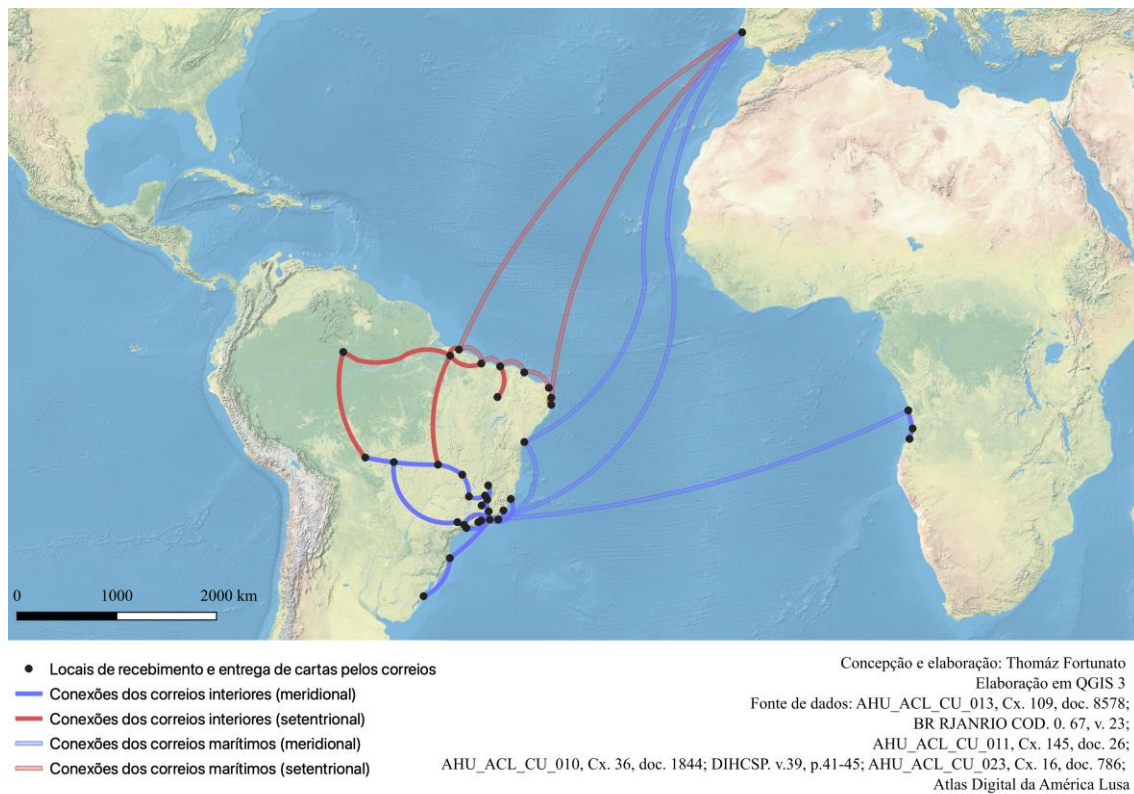 0 1000 2000 km
Locais de recebimento e entrega de cartas pelos correios
Conexões dos correios interiores (meridional)
Conexões dos correios interiores (setentrional)
Conexões dos correios marítimos (meridional)
Conexões dos correios marítimos (setentrional)
Concepção e elaboração: Thomáz Fortunato
Elaboração em QGIS 3
Fonte de dados: AHU_ACL_CU_013, Cx. 109, doc. 8578;
BR RJANRIO COD. 0. 67, v. 23;
AHU_ACL_CU_011, Cx. 145, doc. 26;
AHU_ACL_CU_010, Cx. 36, doc. 1844; DIHCSP. v.39, p.41-45; AHU_ACL_CU_023, Cx. 16, doc. 786;
Atlas Digital da América Lusa